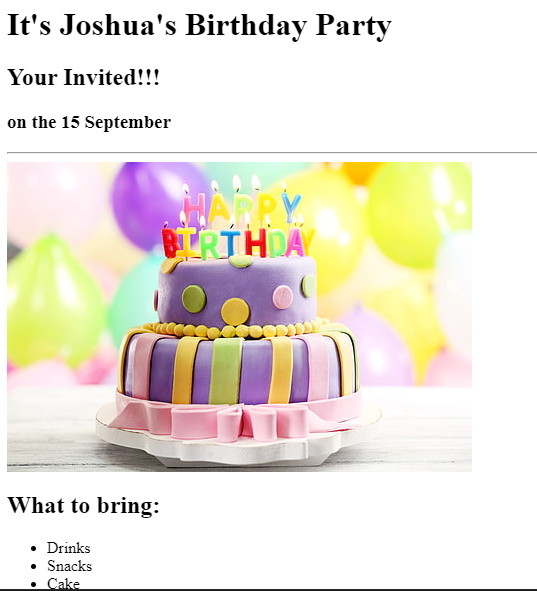 It's Joshua's Birthday Party
Your Invited!!!
on the 15 September
HAPPY
BIRTHDAY
What to bring:
Drinks
Snacks
Cake